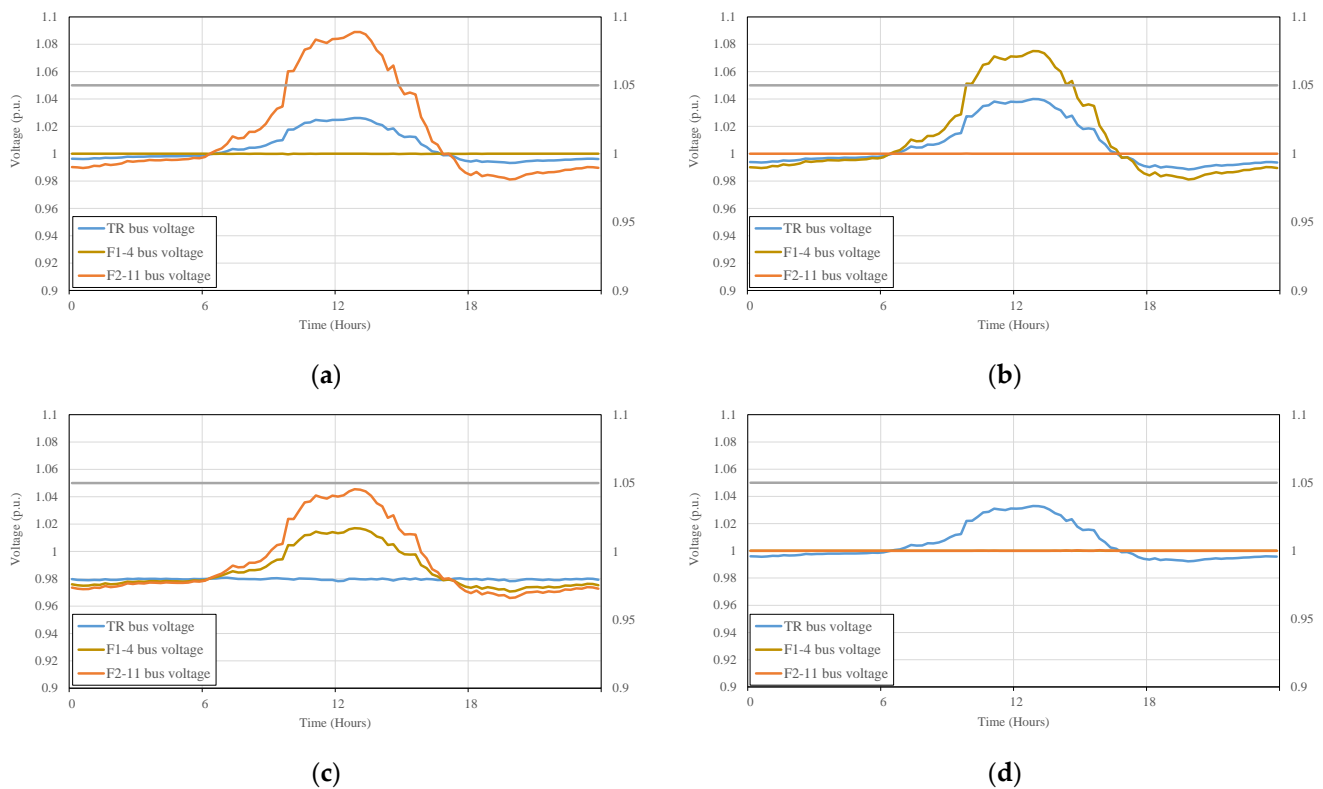 1.1
1.08
1.06
1.04
1.02
1
0.98
0.96
0.94
0.92
0.9
Voltage (p.u.)
1.1
1.05
1
0.95
0.9
TR bus voltage
F1-4 bus voltage
F2-11 bus voltage
0 6 12 18
Time (Hours)
(a)
1.1
1.08
1.06
1.04
1.02
1
0.98
0.96
0.94
0.92
0.9
Voltage (p.u.)
1.1
1.05
1
0.95
0.9
TR bus voltage
F1-4 bus voltage
F2-11 bus voltage
0 6 12 18
Time (Hours)
(b)
1.1
1.08
1.06
1.04
1.02
1
0.98
0.96
0.94
0.92
0.9
Voltage (p.u.)
1.1
1.05
1
0.95
0.9
TR bus voltage
F1-4 bus voltage
F2-11 bus voltage
0 6 12 18
Time (Hours)
(c)
1.1
1.08
1.06
1.04
1.02
1
0.98
0.96
0.94
0.92
0.9
Voltage (p.u.)
1.1
1.05
1
0.95
0.9
TR bus voltage
F1-4 bus voltage
F2-11 bus voltage
0 6 12 18
Time (Hours)
(d)